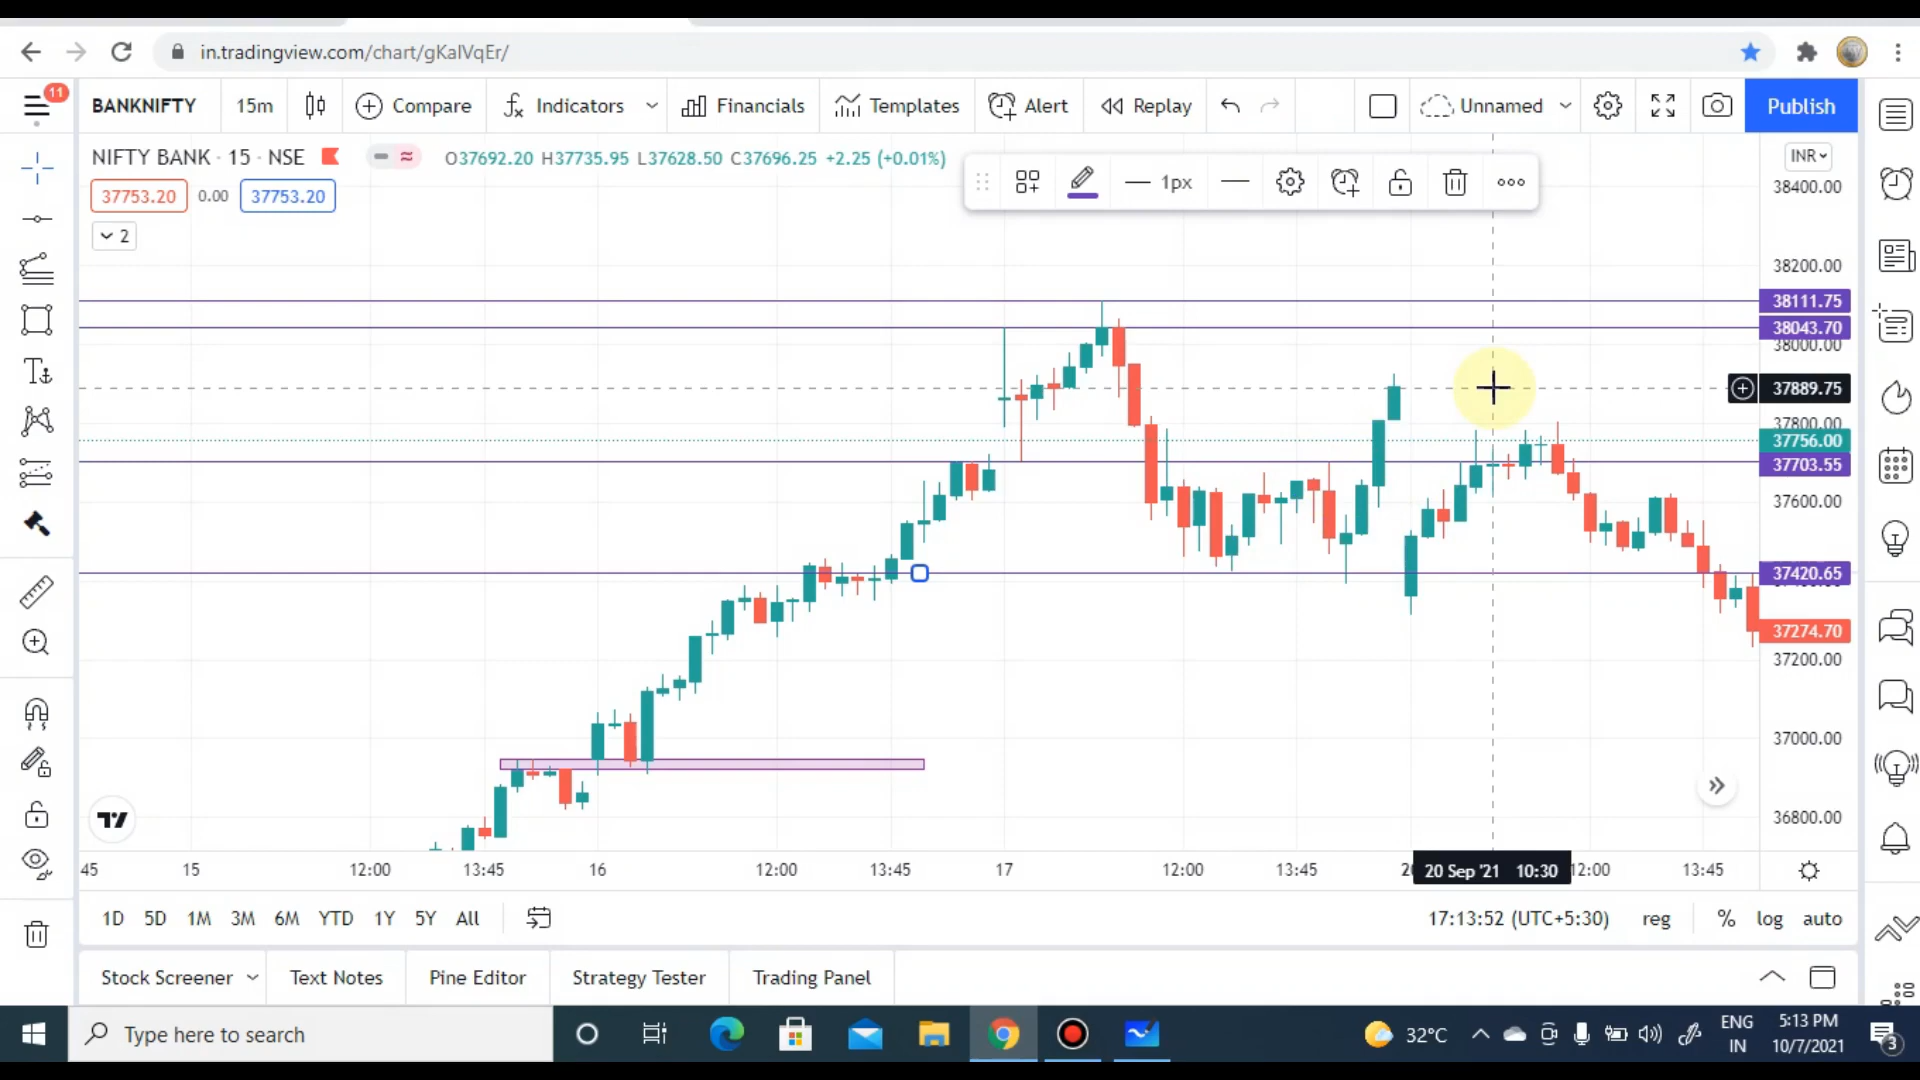 in.tradingview.com/chart/gKalVqEr/
11
BANKNIFTY 15m Compare Indicators Financials Templates Alert Replay Unnamed Publish
NIFTY BANK · 15 · NSE O37692.20 H37735.95 L37628.50 C37696.25 +2.25 (+0.01%)
1px
INR
37753.20 0.00 37753.20
2
38400.00
38200.00
38111.75
38043.70
38000.00
37889.75
37800.00
37756.00
37703.55
37600.00
37420.65
37274.70
37200.00
37000.00
36800.00
45 15 12:00 13:45 16 12:00 13:45 17 12:00 13:45 20 Sep '21 10:30 12:00 13:45
1D 5D 1M 3M 6M YTD 1Y 5Y All 17:13:52 (UTC+5:30) reg % log auto
Stock Screener Text Notes Pine Editor Strategy Tester Trading Panel
Type here to search 32°C ENG 5:13 PM
IN 10/7/2021 3